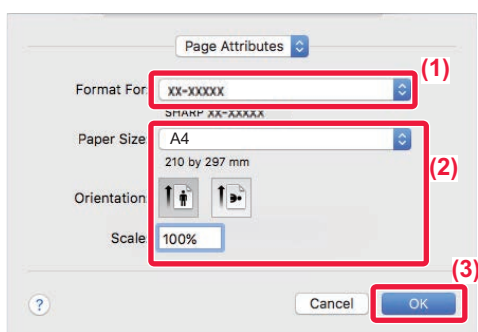 Page Attributes
(1)
Format For: xx-xxxxx
SHARP xx-xxxxx
Paper Size: A4
210 by 297 mm
(2)
Orientation:
Scale: 100%
(3)
? Cancel OK